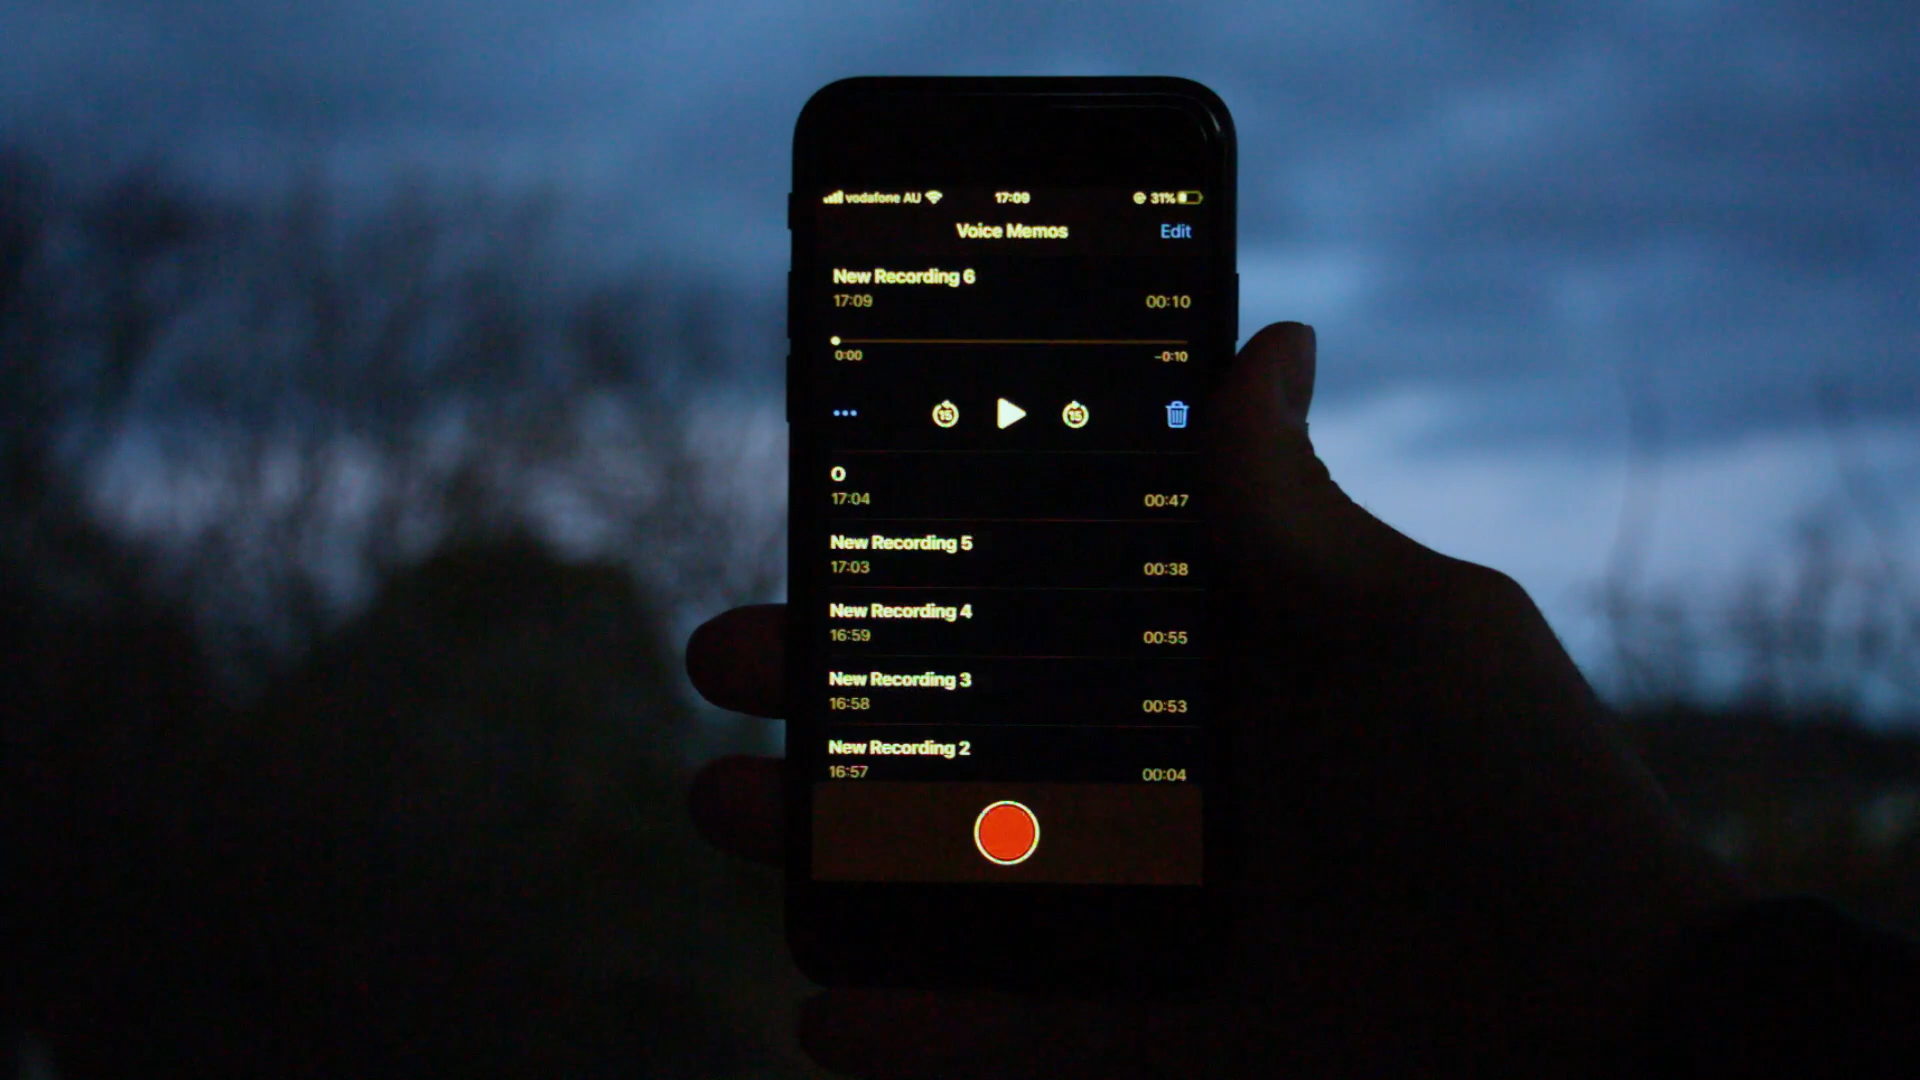 vodafone AU 17:09 31%
Voice Memos Edit
New Recording 6
17:09 00:10
0:00 -0:10
15 15
O
17:04 00:47
New Recording 5
17:03 00:38
New Recording 4
16:59 00:55
New Recording 3
16:58 00:53
New Recording 2
16:57 00:04